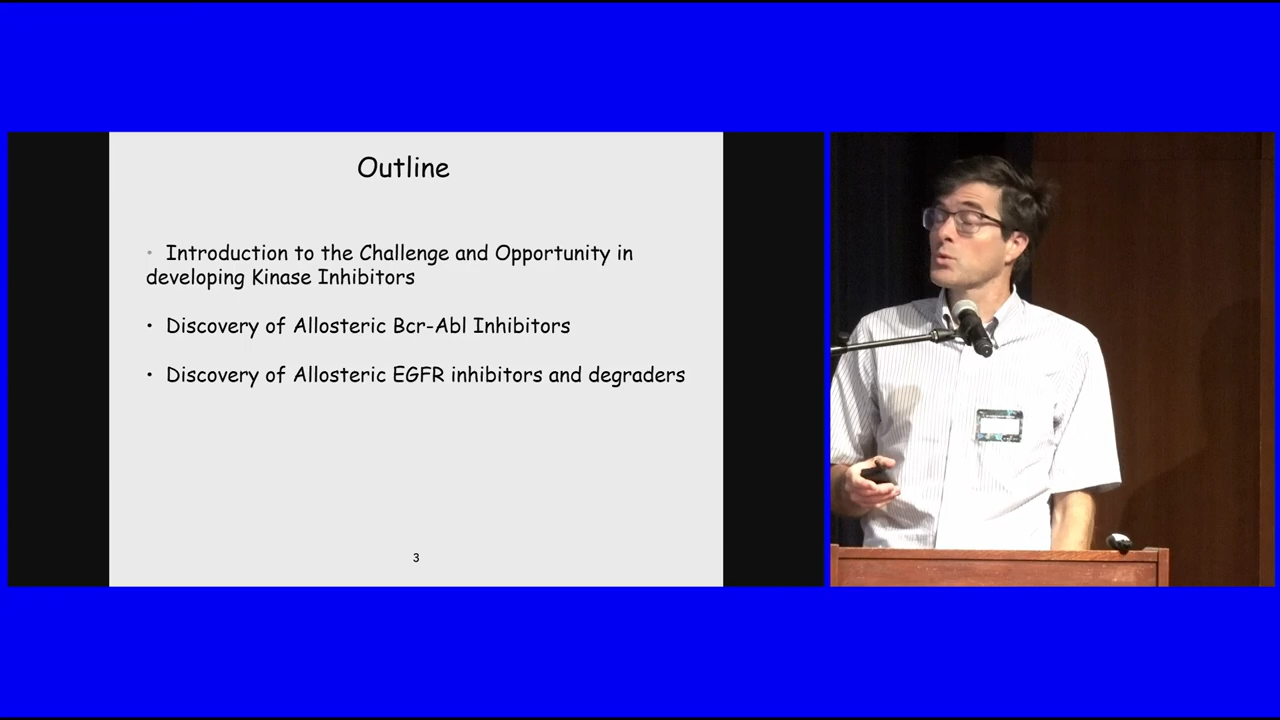 Outline
• Introduction to the Challenge and Opportunity in
developing Kinase Inhibitors
• Discovery of Allosteric Bcr-Abl Inhibitors
• Discovery of Allosteric EGFR inhibitors and degraders
3